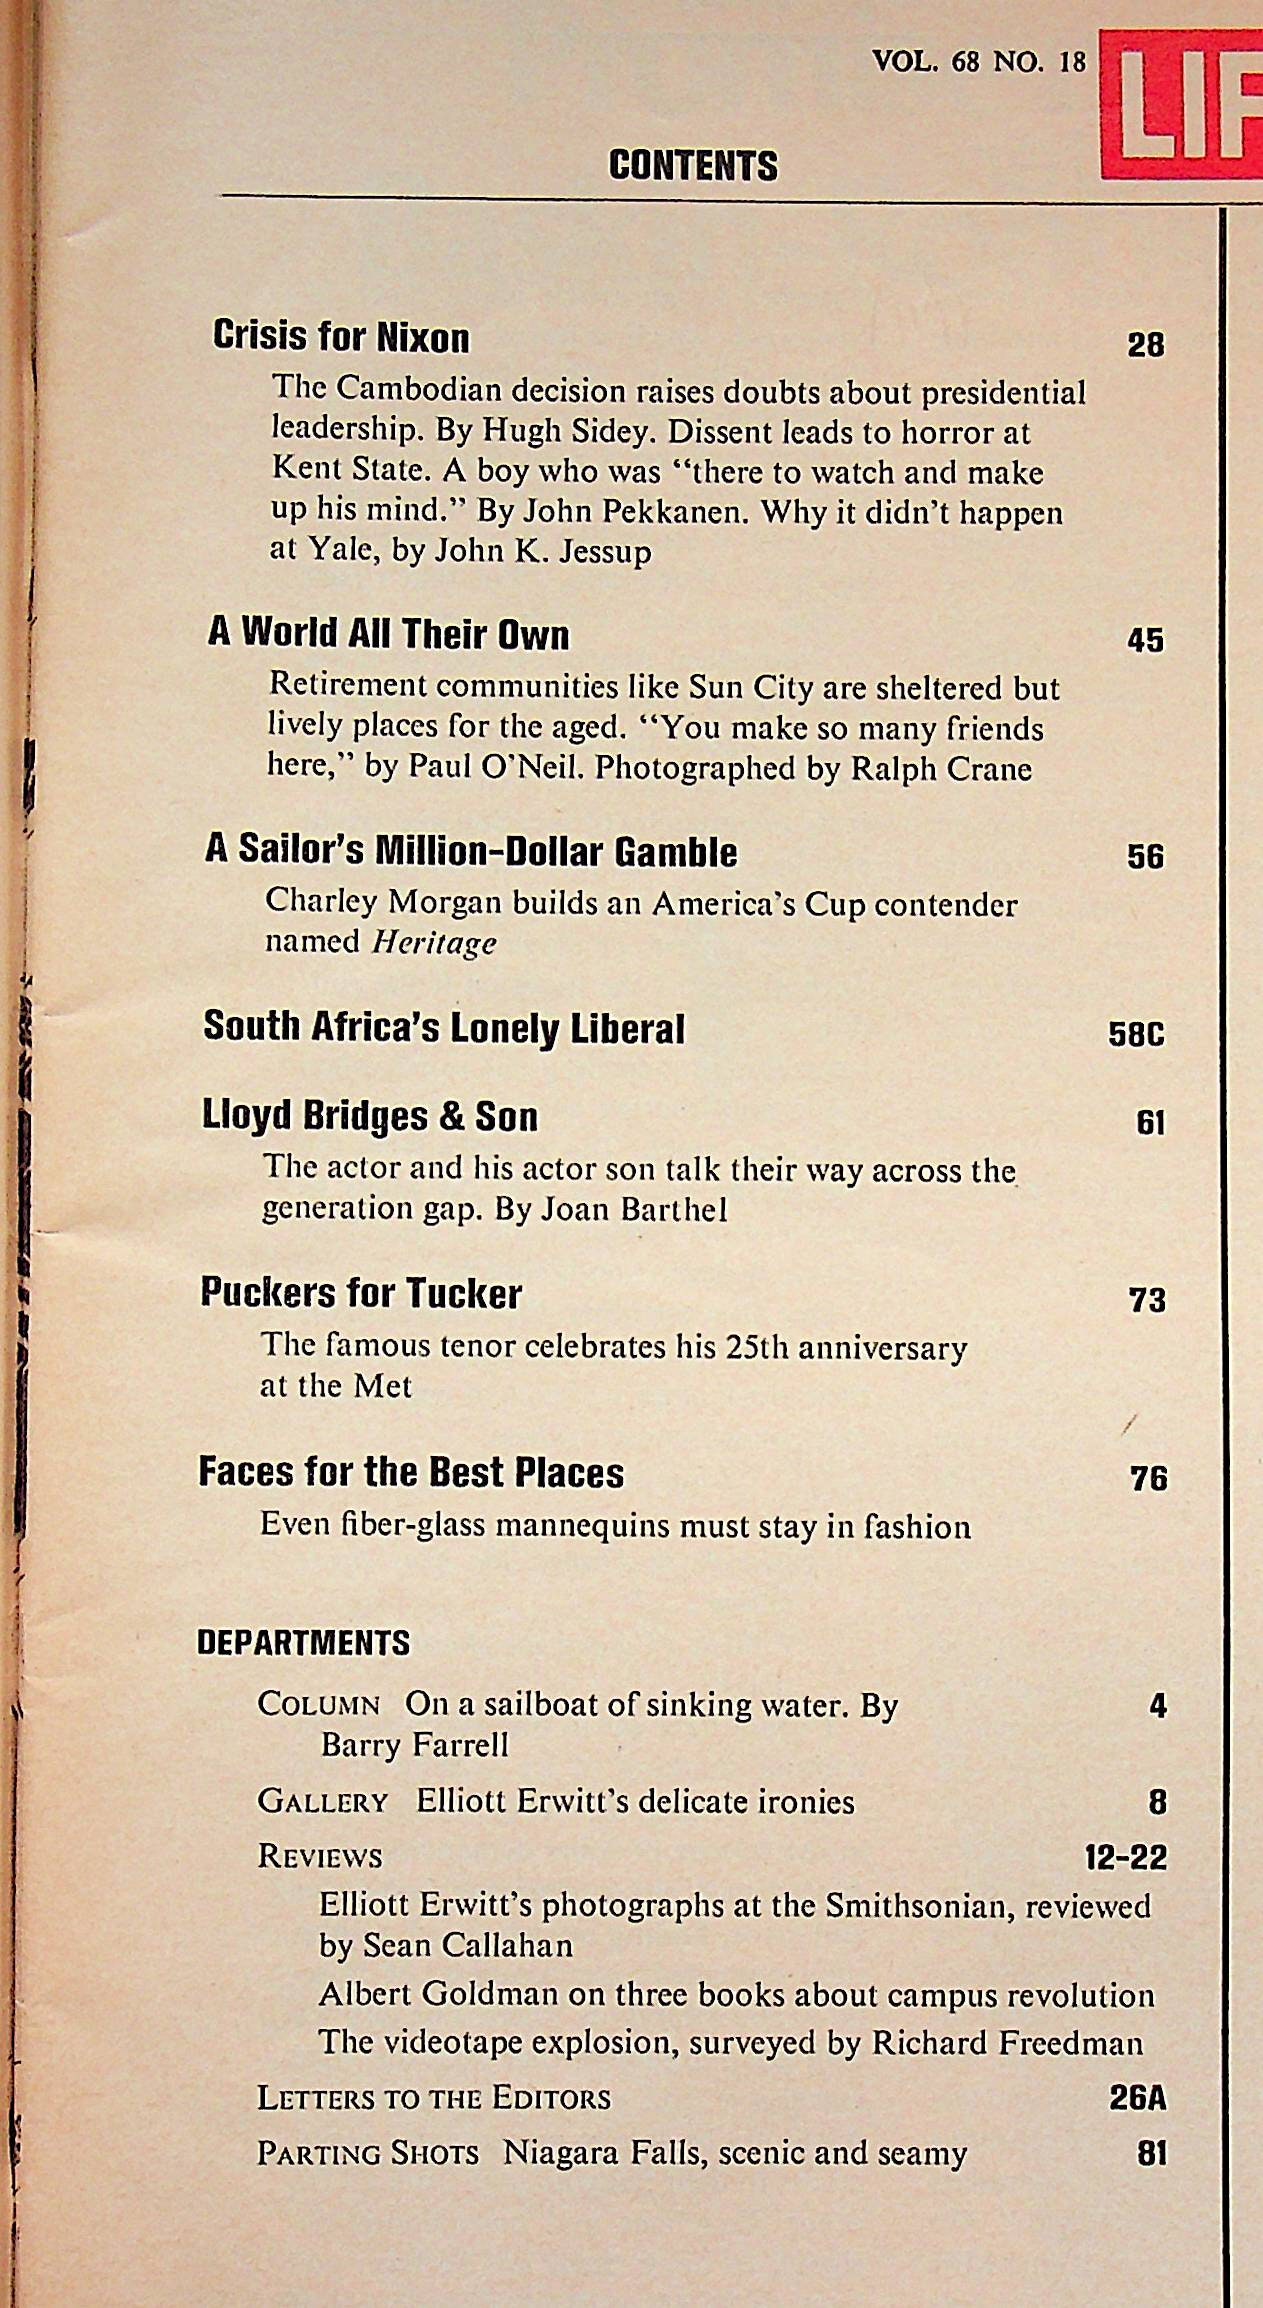 VOL. 68 NO. 18
LIF
CONTENTS
Crisis for Nixon 28
The Cambodian decision raises doubts about presidential
leadership. By Hugh Sidey. Dissent leads to horror at
Kent State. A boy who was “there to watch and make
up his mind.” By John Pekkanen. Why it didn’t happen
at Yale, by John K. Jessup
A World All Their Own 45
Retirement communities like Sun City are sheltered but
lively places for the aged. “You make so many friends
here,” by Paul O’Neil. Photographed by Ralph Crane
A Sailor’s Million-Dollar Gamble 56
Charley Morgan builds an America’s Cup contender
named Heritage
South Africa’s Lonely Liberal 58C
Lloyd Bridges & Son 61
The actor and his actor son talk their way across the
generation gap. By Joan Barthel
Puckers for Tucker 73
The famous tenor celebrates his 25th anniversary
at the Met
Faces for the Best Places 76
Even fiber-glass mannequins must stay in fashion
DEPARTMENTS
COLUMN On a sailboat of sinking water. By 4
Barry Farrell
GALLERY Elliott Erwitt’s delicate ironies 8
REVIEWS 12-22
Elliott Erwitt’s photographs at the Smithsonian, reviewed
by Sean Callahan
Albert Goldman on three books about campus revolution
The videotape explosion, surveyed by Richard Freedman
LETTERS TO THE EDITORS 26A
PARTING SHOTS Niagara Falls, scenic and seamy 81